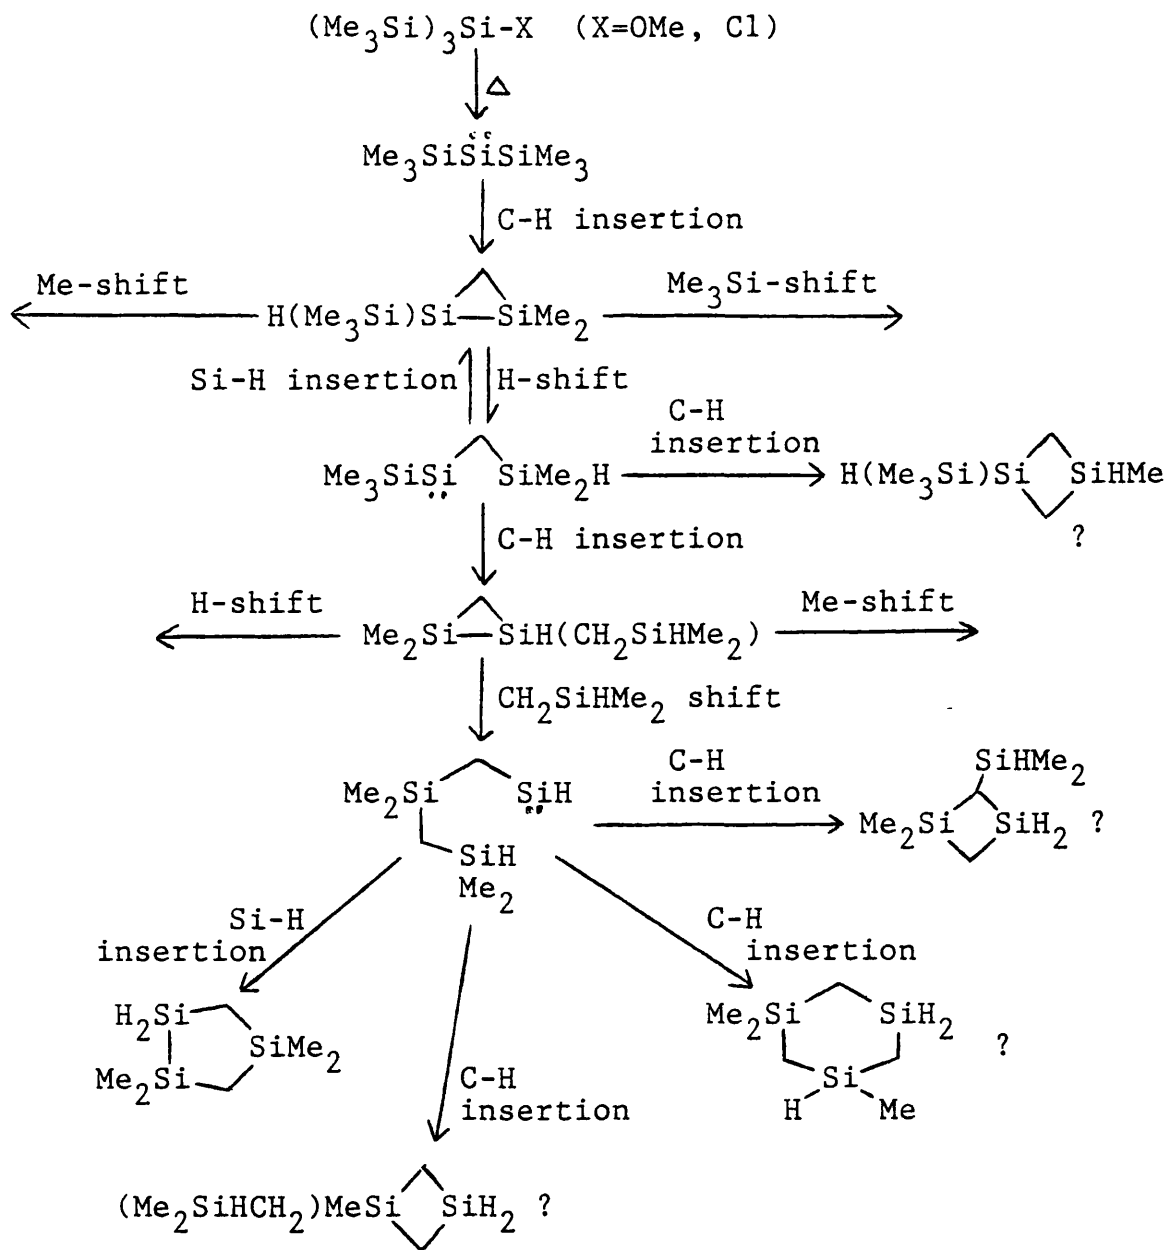 (Me3Si)3Si-X (X=OMe, Cl)
△
Me3SiSiSiMe3
C-H insertion
Me-shift
H(Me3Si)Si—SiMe2
Me3Si-shift
Si-H insertion
H-shift
C-H
insertion
Me3SiSi SiMe2H
H(Me3Si)Si SiHMe
?
C-H insertion
H-shift
Me2Si—SiH(CH2SiHMe2)
Me-shift
CH2SiHMe2 shift
C-H
insertion
SiHMe2
Me2Si SiH
Me2Si SiH2 ?
SiH
Me2
Si-H
insertion
C-H
insertion
H2Si
SiMe2
Me2Si
Me2Si SiH2
?
Si
H Me
C-H
insertion
(Me2SiHCH2)MeSi SiH2 ?